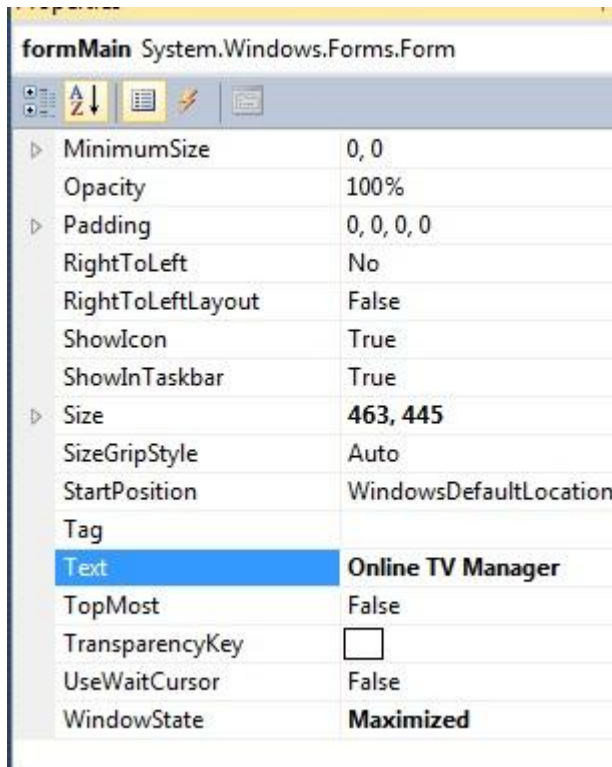 formMain System.Windows.Forms.Form
MinimumSize 0, 0
Opacity 100%
Padding 0, 0, 0, 0
RightToLeft No
RightToLeftLayout False
ShowIcon True
ShowInTaskbar True
Size 463, 445
SizeGripStyle Auto
StartPosition WindowsDefaultLocation
Tag
Text Online TV Manager
TopMost False
TransparencyKey
UseWaitCursor False
WindowState Maximized